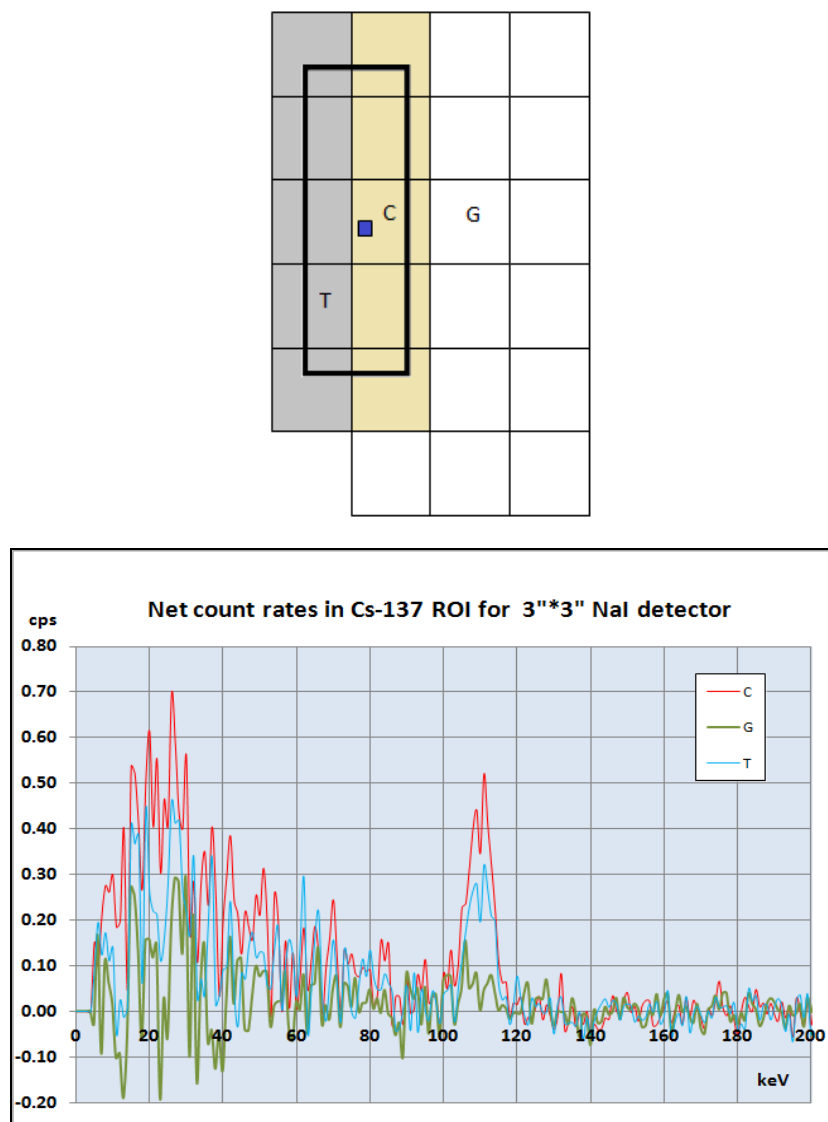 C
G
T
Net count rates in Cs-137 ROI for 3"*3" NaI detector
cps
0.80
0.70
0.60
0.50
0.40
0.30
0.20
0.10
0.00
-0.10
-0.20
C
G
T
0 20 40 60 80 100 120 140 160 180 200
keV